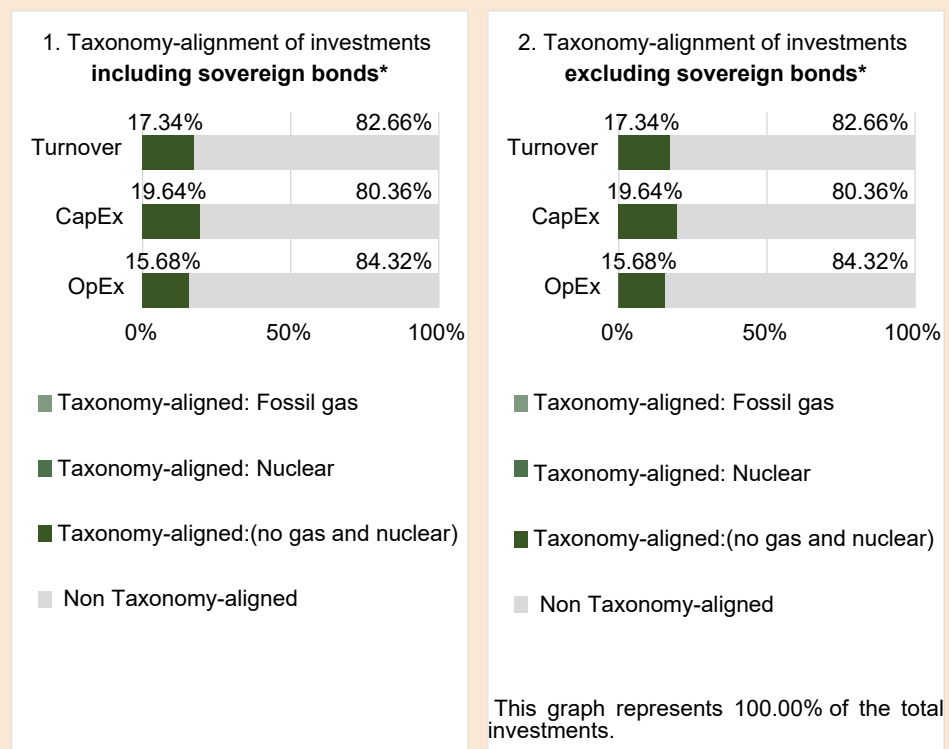 1. Taxonomy-alignment of investments
including sovereign bonds*
17.34% 82.66%
Turnover
19.64% 80.36%
CapEx
15.68% 84.32%
OpEx
0% 50% 100%
Taxonomy-aligned: Fossil gas
Taxonomy-aligned: Nuclear
Taxonomy-aligned:(no gas and nuclear)
Non Taxonomy-aligned
2. Taxonomy-alignment of investments
excluding sovereign bonds*
17.34% 82.66%
Turnover
19.64% 80.36%
CapEx
15.68% 84.32%
OpEx
0% 50% 100%
Taxonomy-aligned: Fossil gas
Taxonomy-aligned: Nuclear
Taxonomy-aligned:(no gas and nuclear)
Non Taxonomy-aligned
This graph represents 100.00% of the total
investments.